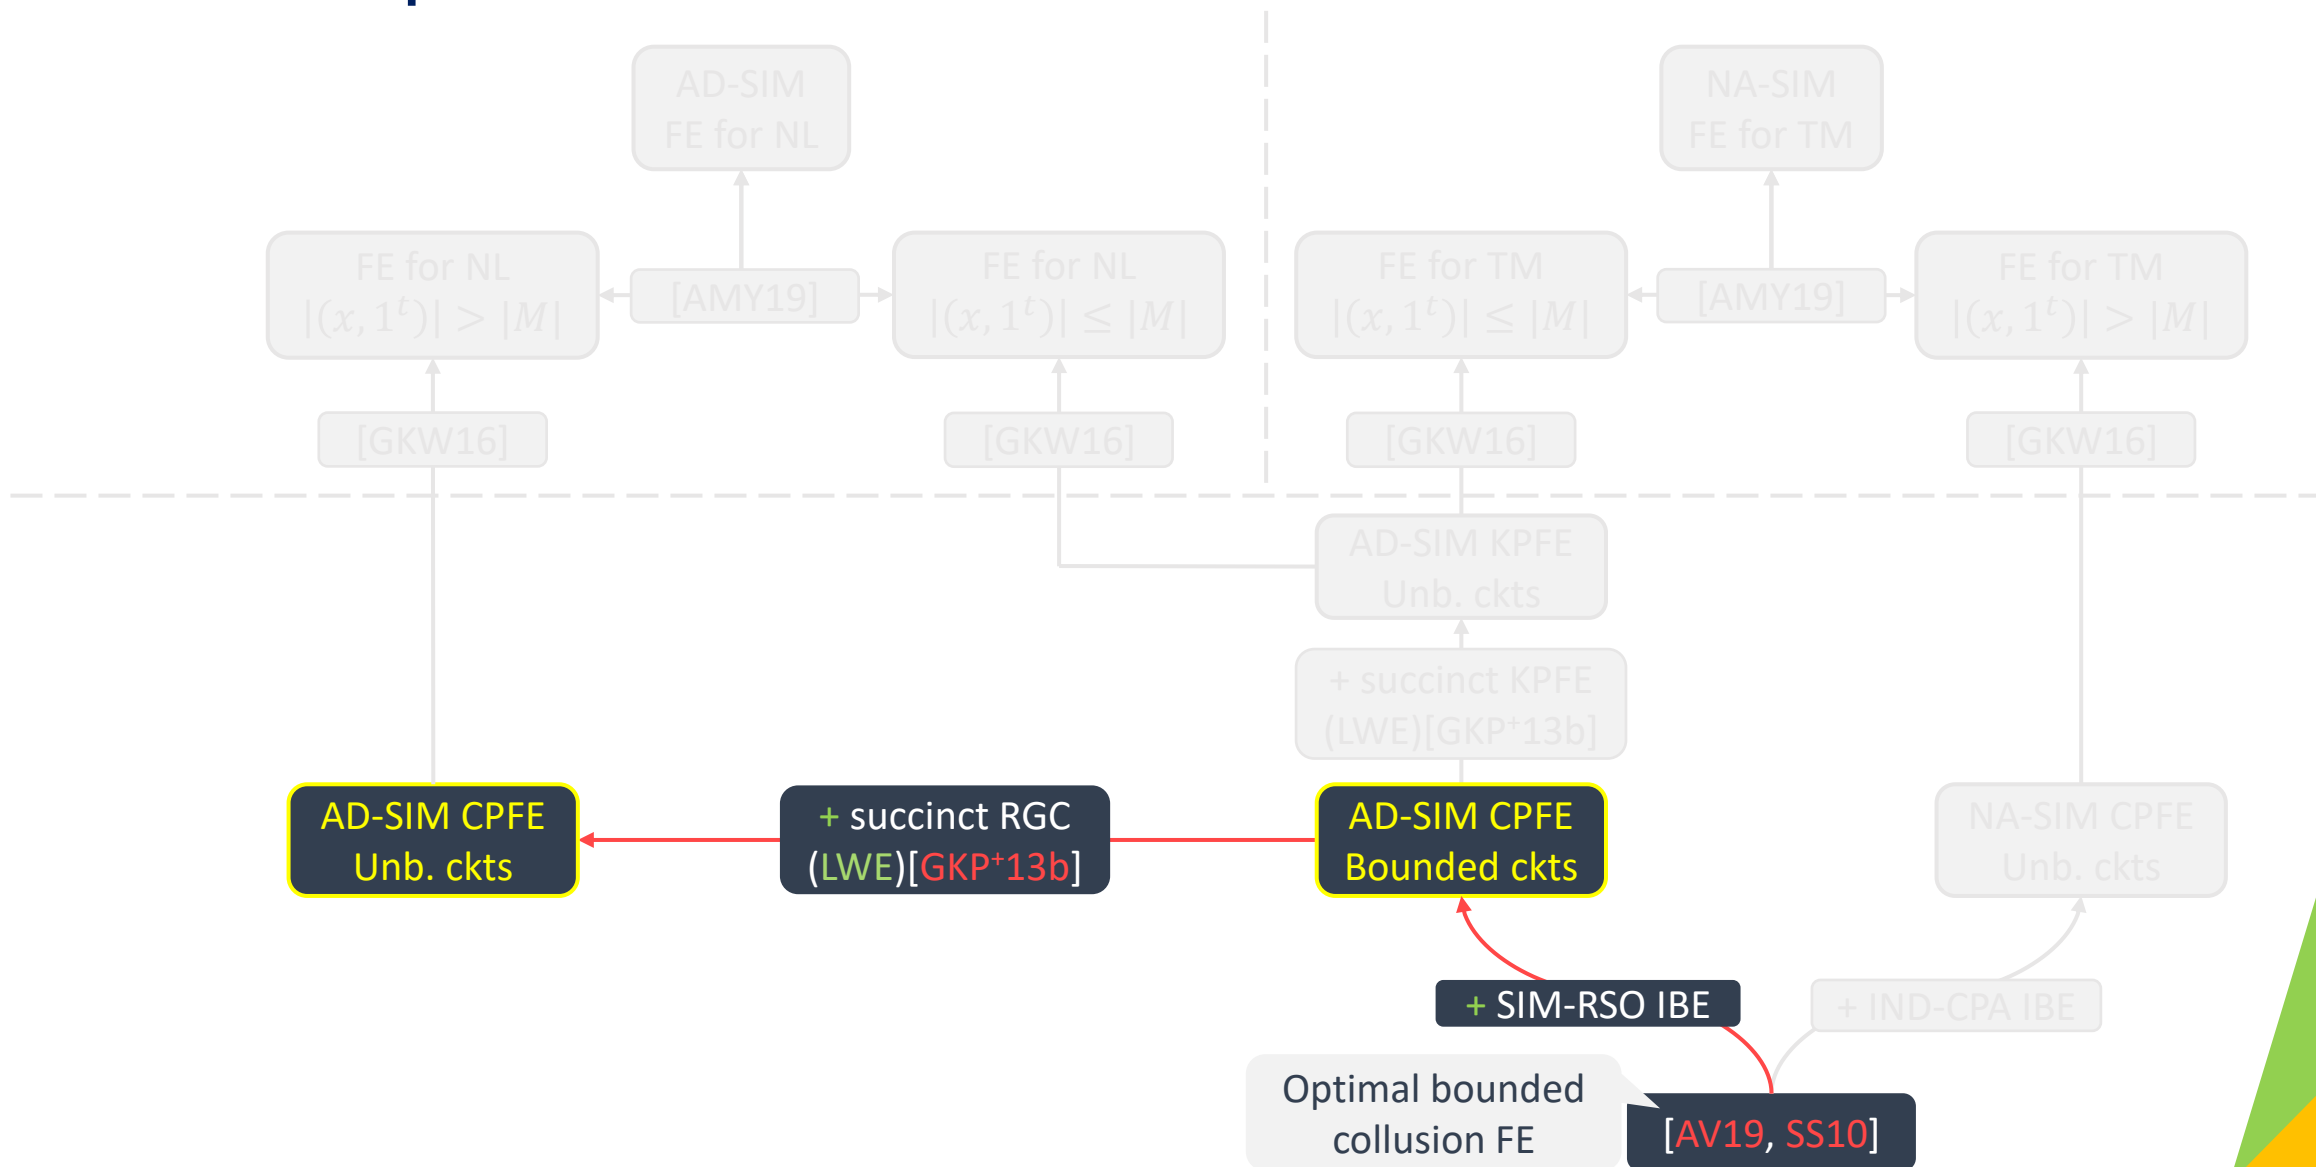 AD-SIM
FE for NL
NA-SIM
FE for TM
FE for NL
|(x, 1^t)| > |M|
[AMY19]
FE for NL
|(x, 1^t)| ≤ |M|
FE for TM
|(x, 1^t)| ≤ |M|
[AMY19]
FE for TM
|(x, 1^t)| > |M|
[GKW16]
[GKW16]
[GKW16]
[GKW16]
AD-SIM KPFE
Unb. ckts
+ succinct KPFE
(LWE)[GKP⁺13b]
AD-SIM CPFE
Unb. ckts
+ succinct RGC
(LWE)[GKP⁺13b]
AD-SIM CPFE
Bounded ckts
NA-SIM CPFE
Unb. ckts
+ SIM-RSO IBE
+ IND-CPA IBE
Optimal bounded
collusion FE
[AV19, SS10]